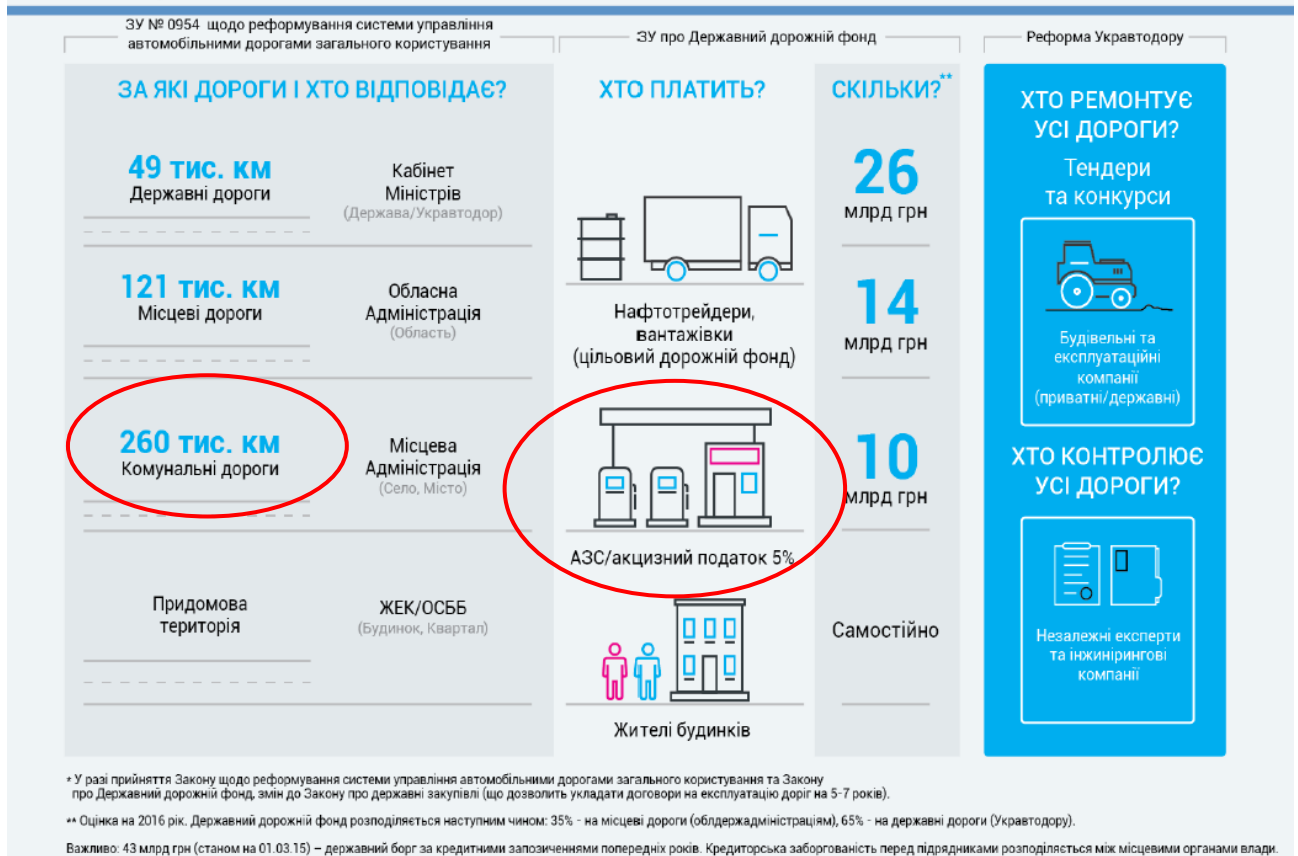 ЗУ № 0954 щодо реформування системи управління
автомобільними дорогами загального користування
ЗУ про Державний дорожній фонд
Реформа Укравтодору
ЗА ЯКІ ДОРОГИ І ХТО ВІДПОВІДАЄ?
ХТО ПЛАТИТЬ?
СКІЛЬКИ?**
49 тис. км
Державні дороги
Кабінет
Міністрів
(Держава/Укравтодор)
26
млрд грн
121 тис. км
Місцеві дороги
Обласна
Адміністрація
(Область)
Нафтотрейдери,
вантажівки
(цільовий дорожній фонд)
14
млрд грн
260 тис. км
Комунальні дороги
Місцева
Адміністрація
(Село, Місто)
АЗС/акцизний податок 5%
10
млрд грн
Придомова
територія
ЖЕК/ОСББ
(Будинок, Квартал)
Жителі будинків
Самостійно
ХТО РЕМОНТУЄ
УСІ ДОРОГИ?
Тендери
та конкурси
Будівельні та
експлуатаційні
компанії
(приватні/державні)
ХТО КОНТРОЛЮЄ
УСІ ДОРОГИ?
Незалежні експерти
та інжинірингові
компанії
* У разі прийняття Закону щодо реформування системи управління автомобільними дорогами загального користування та Закону
про Державний дорожній фонд, змін до Закону про державні закупівлі (що дозволить укладати договори на експлуатацію доріг на 5-7 років).
** Оцінка на 2016 рік. Державний дорожній фонд розподіляється наступним чином: 35% - на місцеві дороги (облдержадміністраціям), 65% - на державні дороги (Укравтодору).
Важливо: 43 млрд грн (станом на 01.03.15) – державний борг за кредитними запозиченнями попередніх років. Кредиторська заборгованість перед підрядниками розподіляється між місцевими органами влади.